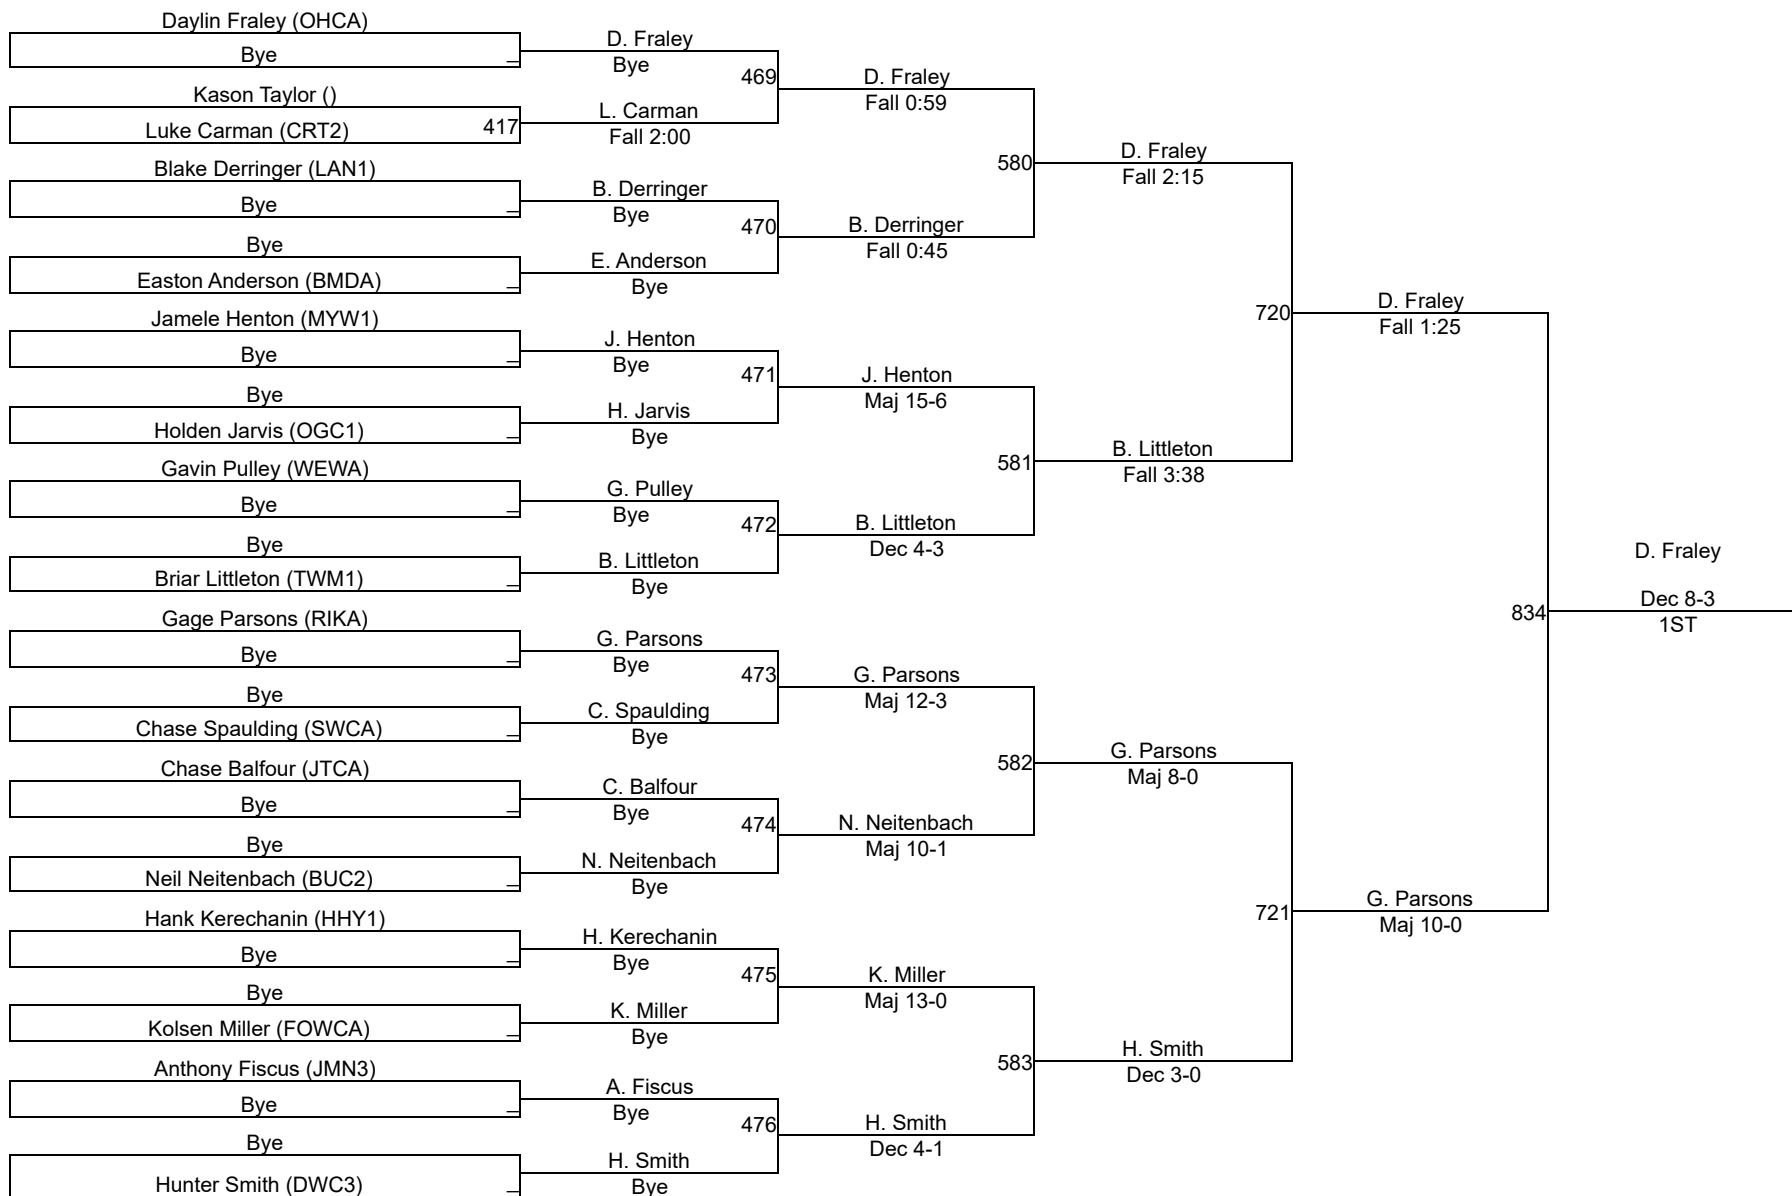 Daylin Fraley (OHCA)
Bye _
Kason Taylor ()
Luke Carman (CRT2) 417
Blake Derringer (LAN1)
Bye _
Bye
Easton Anderson (BMDA) _
Jamele Henton (MYW1)
Bye _
Bye
Holden Jarvis (OGC1) _
Gavin Pulley (WEWA)
Bye _
Bye
Briar Littleton (TWM1) _
Gage Parsons (RIKA)
Bye _
Bye
Chase Spaulding (SWCA) _
Chase Balfour (JTCA)
Bye _
Bye
Neil Neitenbach (BUC2) _
Hank Kerechanin (HHY1)
Bye _
Bye
Kolsen Miller (FOWCA) _
Anthony Fiscus (JMN3)
Bye _
Bye
Hunter Smith (DWC3) _
D. Fraley
Bye
469
L. Carman
Fall 2:00
B. Derringer
Bye
470
E. Anderson
Bye
J. Henton
Bye
471
H. Jarvis
Bye
G. Pulley
Bye
472
B. Littleton
Bye
G. Parsons
Bye
473
C. Spaulding
Bye
C. Balfour
Bye
474
N. Neitenbach
Bye
H. Kerechanin
Bye
475
K. Miller
Bye
A. Fiscus
Bye
476
H. Smith
Bye
D. Fraley
Fall 0:59
580
B. Derringer
Fall 0:45
J. Henton
Maj 15-6
581
B. Littleton
Dec 4-3
G. Parsons
Maj 12-3
582
N. Neitenbach
Maj 10-1
K. Miller
Maj 13-0
583
H. Smith
Dec 4-1
D. Fraley
Fall 2:15
720
B. Littleton
Fall 3:38
G. Parsons
Maj 8-0
721
H. Smith
Dec 3-0
D. Fraley
Fall 1:25
834
G. Parsons
Maj 10-0
D. Fraley
Dec 8-3
1ST